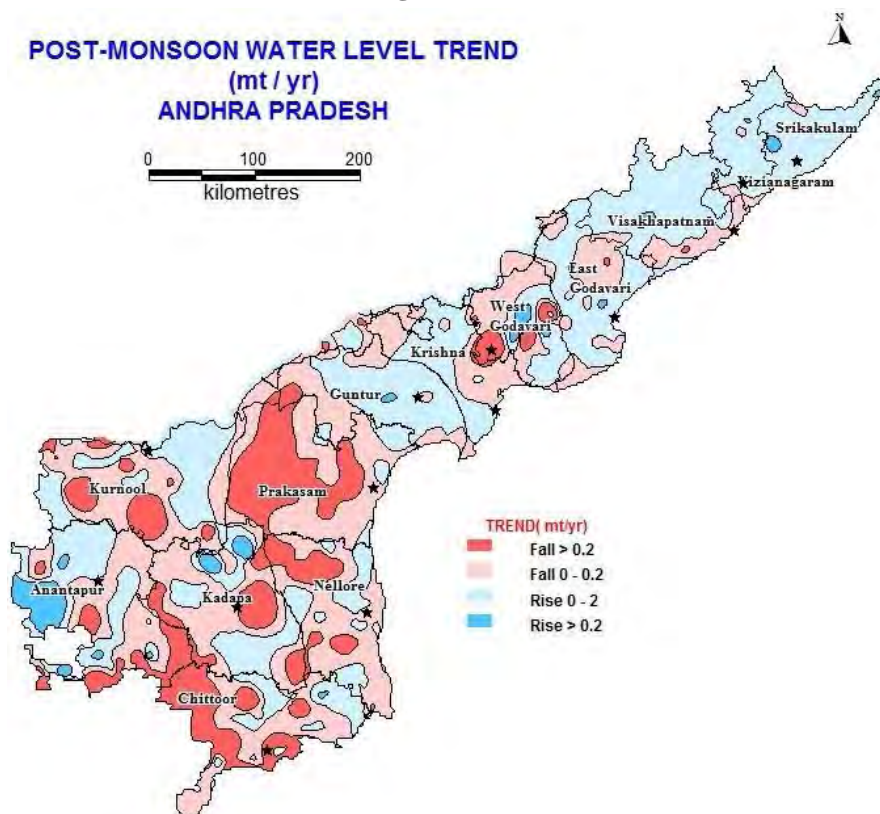 POST-MONSOON WATER LEVEL TREND
(mt / yr)
ANDHRA PRADESH
N
0 100 200
kilometres
Srikakulam
Vizianagaram
Visakhapatnam
East
Godavari
West
Godavari
Krishna
Guntur
Prakasam
Kurnool
Anantapur
Kadapa
Nellore
Chittoor
TREND( mt/yr)
Fall > 0.2
Fall 0 - 0.2
Rise 0 - 2
Rise > 0.2